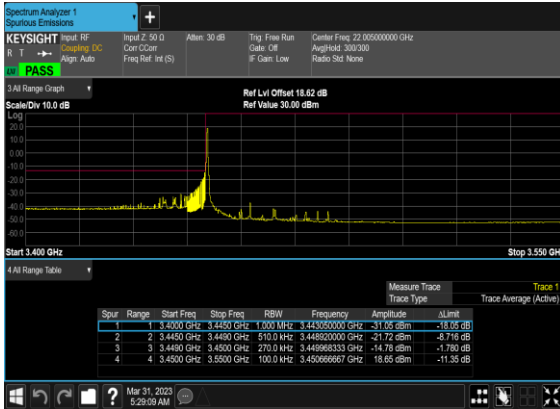 Spectrum Analyzer 1
Spurious Emissions
+
KEYSIGHT Input: RF Input Z: 50 Ω Atten: 30 dB Trig: Free Run Center Freq: 22.005000000 GHz
R T Coupling: DC Corr CCorr Gate: Off Avg|Hold: 300/300
Align: Auto Freq Ref: Int (S) IF Gain: Low Radio Std: None
PASS
3 All Range Graph
Ref Lvl Offset 18.62 dB
Scale/Div 10.0 dB Ref Value 30.00 dBm
Log
20.0
10.0
0.00
-10.0
-20.0
-30.0
-40.0
-50.0
-60.0
Start 3.400 GHz Stop 3.550 GH
4 All Range Table
Measure Trace Trace 1
Trace Type Trace Average (Active)
Spur Range Start Freq Stop Freq RBW Frequency Amplitude ΔLimit
1 1 3.4000 GHz 3.4450 GHz 1.000 MHz 3.443050000 GHz -31.05 dBm -18.05 dB
2 2 3.4450 GHz 3.4490 GHz 510.0 kHz 3.448920000 GHz -21.72 dBm -8.716 dB
3 3 3.4490 GHz 3.4500 GHz 270.0 kHz 3.449968333 GHz -14.78 dBm -1.780 dB
4 4 3.4500 GHz 3.5500 GHz 100.0 kHz 3.450666667 GHz 18.65 dBm -11.35 dB
? Mar 31, 2023
5:29:09 AM